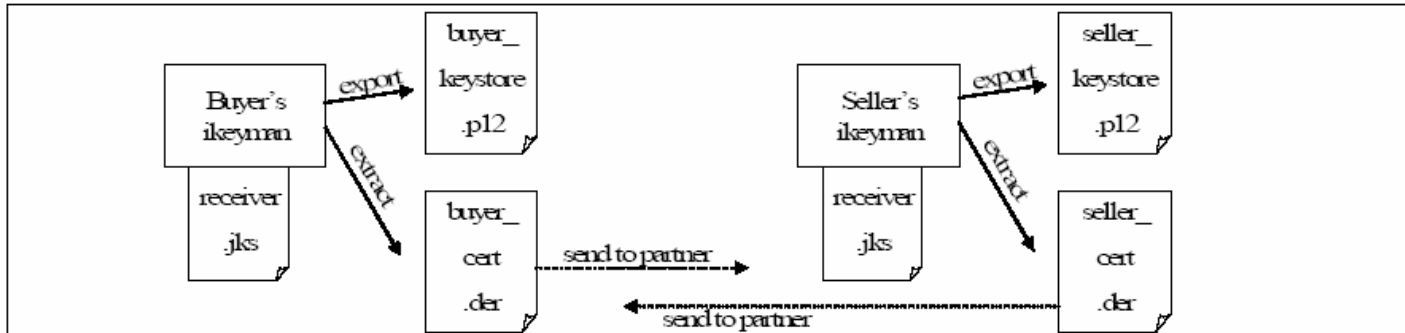 Buyer's
ikeyman
receiver
.jks
export
extract
buyer_
keystore
.p12
buyer_
cert
.der
send to partner
Seller's
ikeyman
receiver
.jks
export
extract
seller_
keystore
.p12
seller_
cert
.der
send to partner